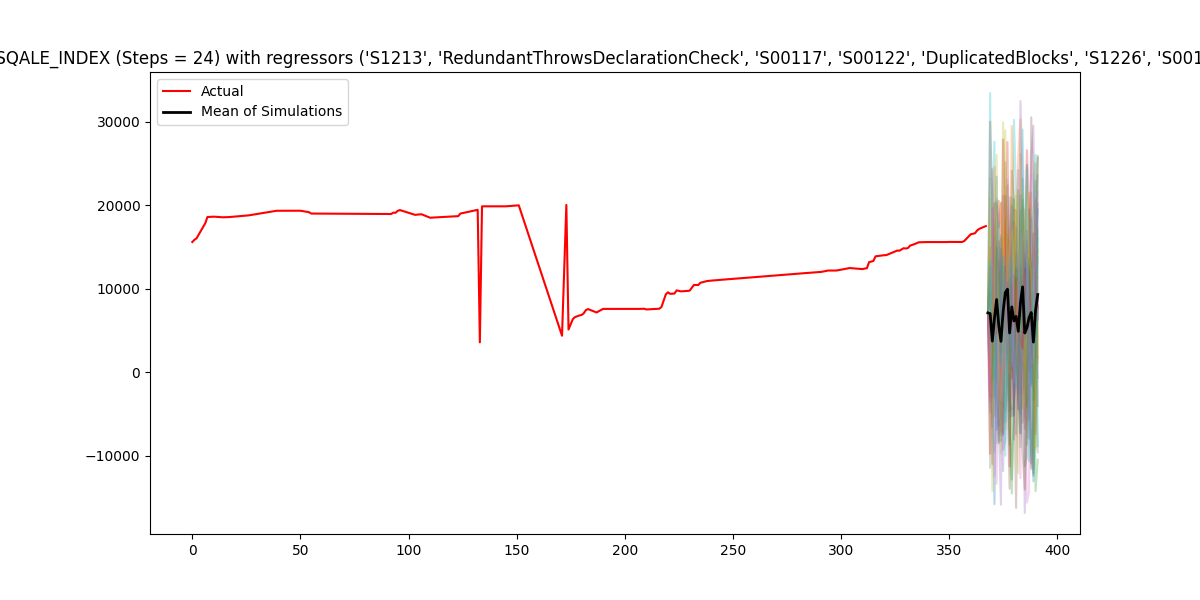 SQALE_INDEX (Steps = 24) with regressors ('S1213', 'RedundantThrowsDeclarationCheck', 'S00117', 'S00122', 'DuplicatedBlocks', 'S1226', 'S001
Actual
Mean of Simulations
30000
20000
10000
0
−10000
0 50 100 150 200 250 300 350 400